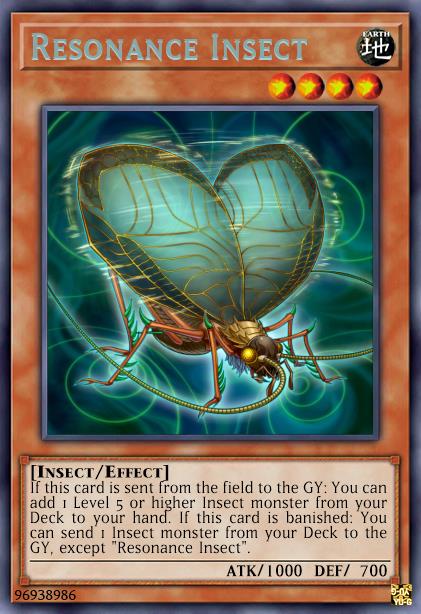 Resonance Insect
EARTH
地
[Insect/Effect]
If this card is sent from the field to the GY: You can
add 1 Level 5 or higher Insect monster from your
Deck to your hand. If this card is banished: You
can send 1 Insect monster from your Deck to the
GY, except "Resonance Insect".
ATK/1000 DEF/ 700
96938986